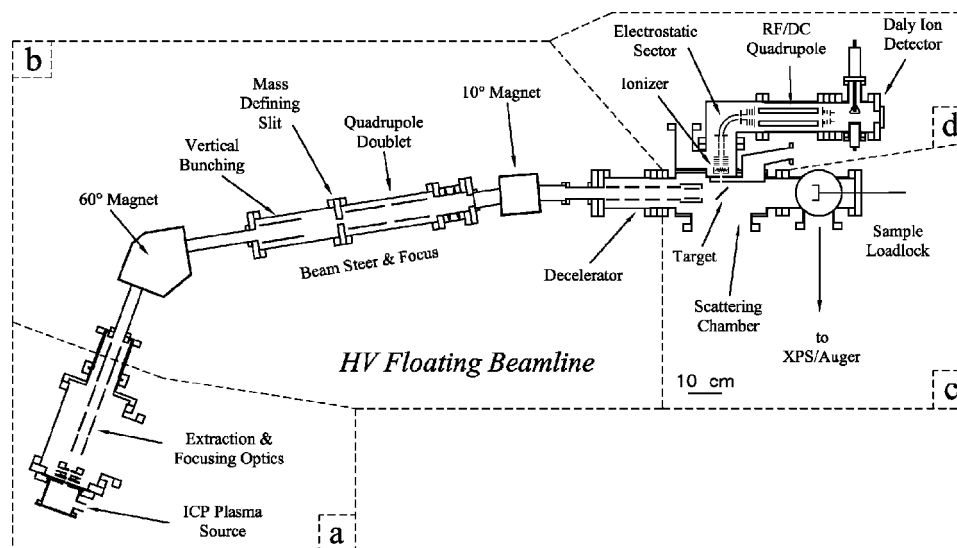 b
Electrostatic
Sector
RF/DC
Quadrupole
Daly Ion
Detector
Ionizer
Mass
Defining
Slit
10° Magnet
Quadrupole
Doublet
Vertical
Bunching
d
60° Magnet
Beam Steer & Focus
Decelerator
Target
Sample
Loadlock
Scattering
Chamber
to
XPS/Auger
HV Floating Beamline
10 cm
c
Extraction &
Focusing Optics
ICP Plasma
Source
a